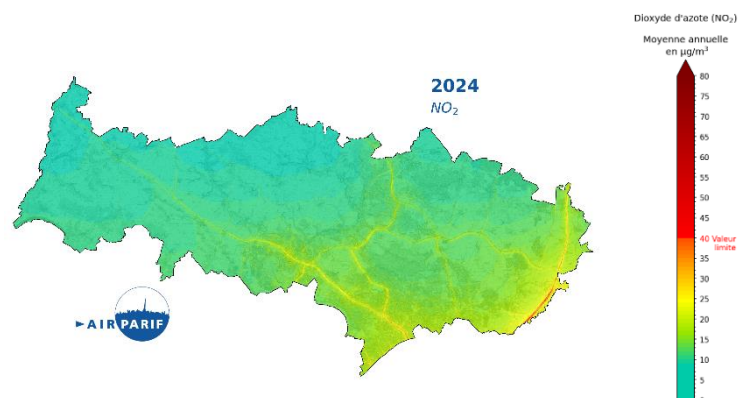 Dioxyde d'azote (NO₂)
Moyenne annuelle
en µg/m³
2024
NO₂
80
75
70
65
60
55
50
45
40 Valeur
limite
35
30
25
20
15
10
5
0
AIRPARIF